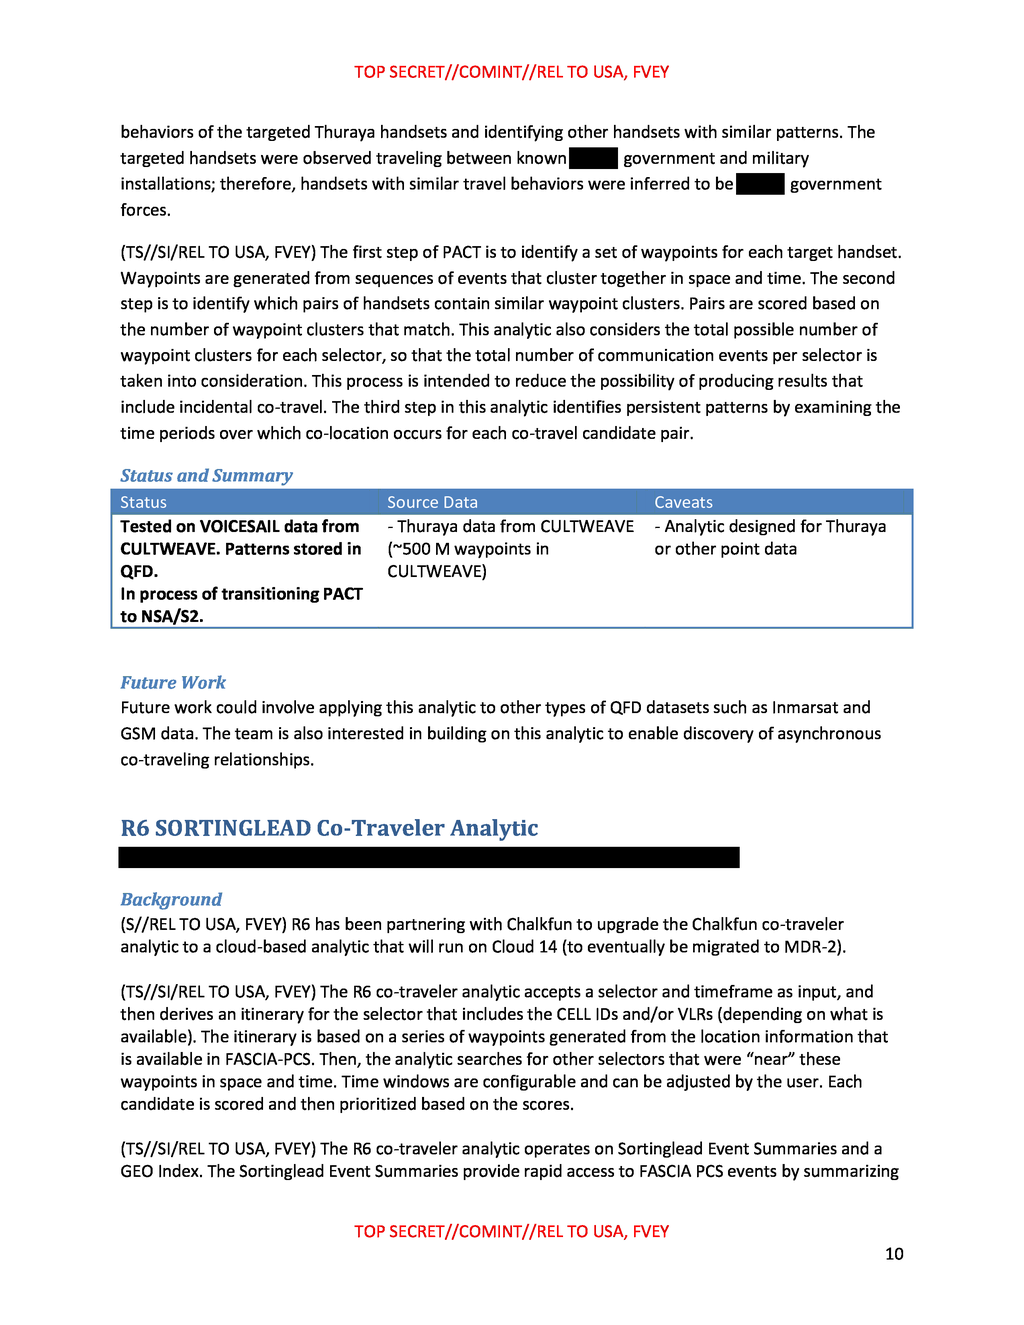 TOP SECRET//COMINT//REL TO USA, FVEY
behaviors of the targeted Thuraya handsets and identifying other handsets with similar patterns. The
targeted handsets were observed traveling between known government and military
installations; therefore, handsets with similar travel behaviors were inferred to be government
forces.
(TS//SI/REL TO USA, FVEY) The first step of PACT is to identify a set of waypoints for each target handset.
Waypoints are generated from sequences of events that cluster together in space and time. The second
step is to identify which pairs of handsets contain similar waypoint clusters. Pairs are scored based on
the number of waypoint clusters that match. This analytic also considers the total possible number of
waypoint clusters for each selector, so that the total number of communication events per selector is
taken into consideration. This process is intended to reduce the possibility of producing results that
include incidental co-travel. The third step in this analytic identifies persistent patterns by examining the
time periods over which co-location occurs for each co-travel candidate pair.
Status and Summary
Status Source Data Caveats
Tested on VOICESAIL data from - Thuraya data from CULTWEAVE - Analytic designed for Thuraya
CULTWEAVE. Patterns stored in (~500 M waypoints in or other point data
QFD. CULTWEAVE)
In process of transitioning PACT
to NSA/S2.
Future Work
Future work could involve applying this analytic to other types of QFD datasets such as Inmarsat and
GSM data. The team is also interested in building on this analytic to enable discovery of asynchronous
co-traveling relationships.
R6 SORTINGLEAD Co-Traveler Analytic
Background
(S//REL TO USA, FVEY) R6 has been partnering with Chalkfun to upgrade the Chalkfun co-traveler
analytic to a cloud-based analytic that will run on Cloud 14 (to eventually be migrated to MDR-2).
(TS//SI/REL TO USA, FVEY) The R6 co-traveler analytic accepts a selector and timeframe as input, and
then derives an itinerary for the selector that includes the CELL IDs and/or VLRs (depending on what is
available). The itinerary is based on a series of waypoints generated from the location information that
is available in FASCIA-PCS. Then, the analytic searches for other selectors that were “near” these
waypoints in space and time. Time windows are configurable and can be adjusted by the user. Each
candidate is scored and then prioritized based on the scores.
(TS//SI/REL TO USA, FVEY) The R6 co-traveler analytic operates on Sortinglead Event Summaries and a
GEO Index. The Sortinglead Event Summaries provide rapid access to FASCIA PCS events by summarizing
TOP SECRET//COMINT//REL TO USA, FVEY
10